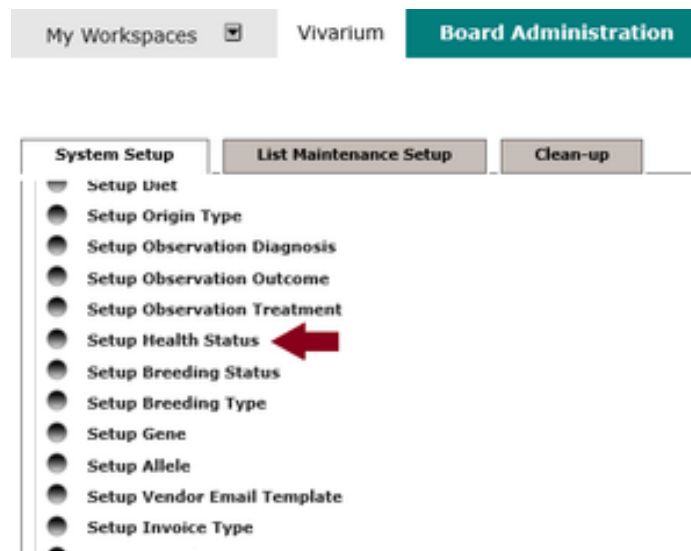 My Workspaces Vivarium Board Administration
System Setup List Maintenance Setup Clean-up
Setup Diet
Setup Origin Type
Setup Observation Diagnosis
Setup Observation Outcome
Setup Observation Treatment
Setup Health Status
Setup Breeding Status
Setup Breeding Type
Setup Gene
Setup Allele
Setup Vendor Email Template
Setup Invoice Type